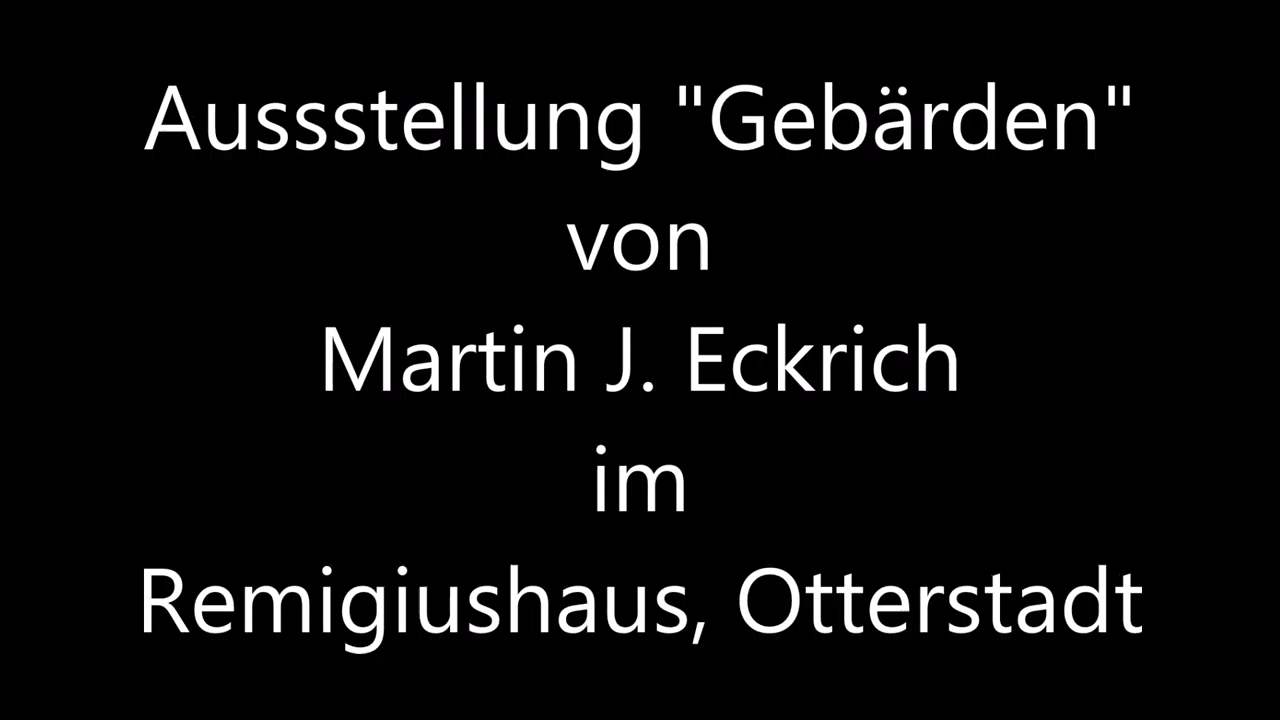 Aussstellung "Gebärden"
von
Martin J. Eckrich
im
Remigiushaus, Otterstadt